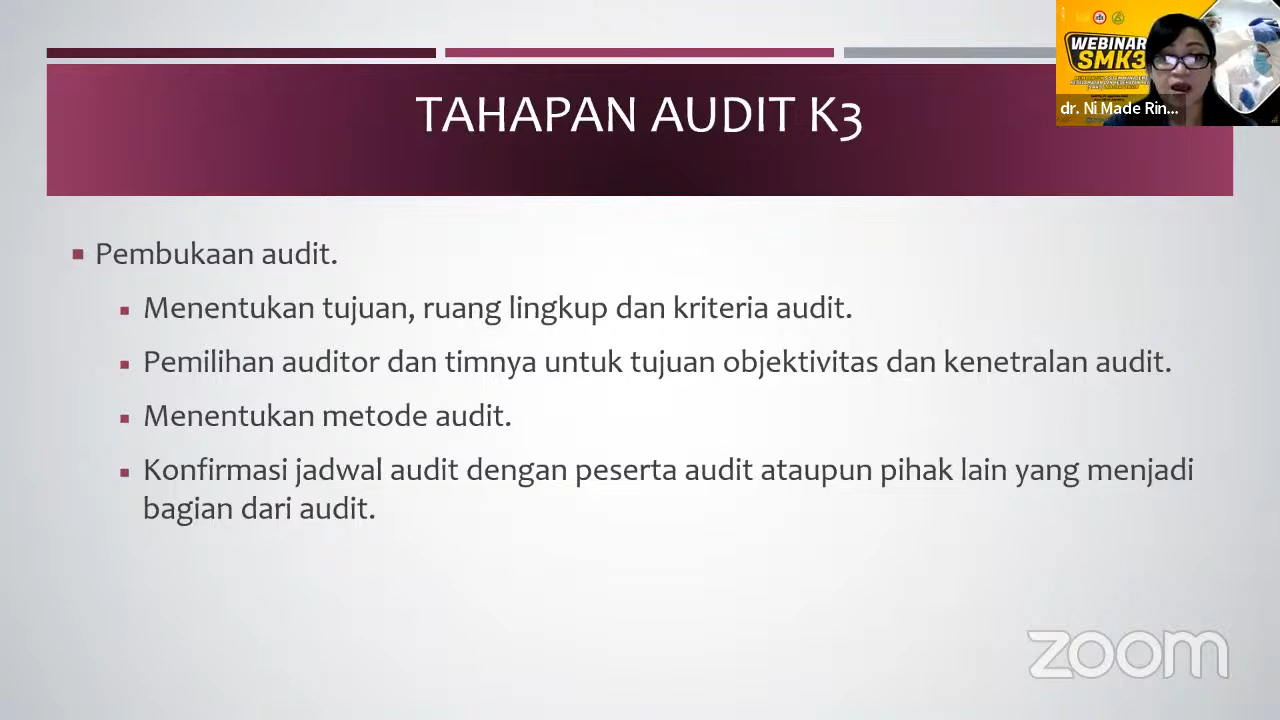 TAHAPAN AUDIT K3
WEBINAR
SMK3
dr. Ni Made Rin...
Pembukaan audit.
Menentukan tujuan, ruang lingkup dan kriteria audit.
Pemilihan auditor dan timnya untuk tujuan objektivitas dan kenetralan audit.
Menentukan metode audit.
Konfirmasi jadwal audit dengan peserta audit ataupun pihak lain yang menjadi
bagian dari audit.
zoom